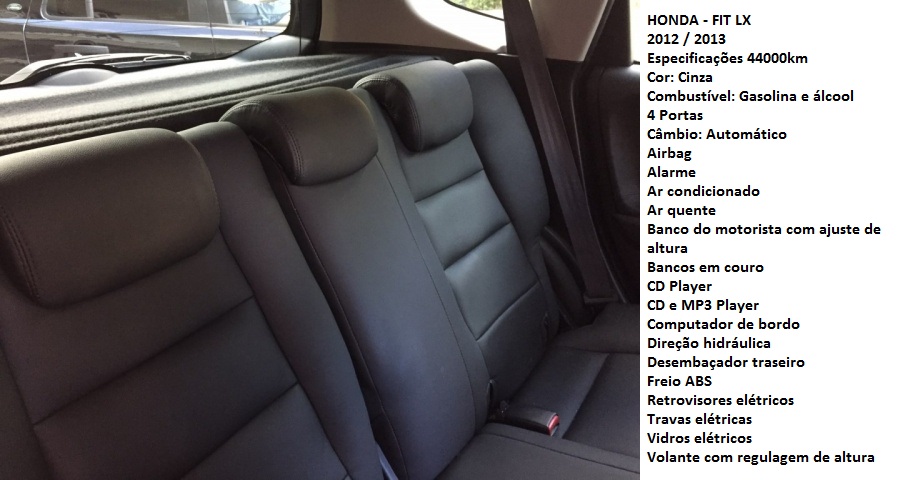 HONDA - FIT LX
2012 / 2013
Especificações 44000km
Cor: Cinza
Combustível: Gasolina e álcool
4 Portas
Câmbio: Automático
Airbag
Alarme
Ar condicionado
Ar quente
Banco do motorista com ajuste de
altura
Bancos em couro
CD Player
CD e MP3 Player
Computador de bordo
Direção hidráulica
Desembaçador traseiro
Freio ABS
Retrovisores elétricos
Travas elétricas
Vidros elétricos
Volante com regulagem de altura